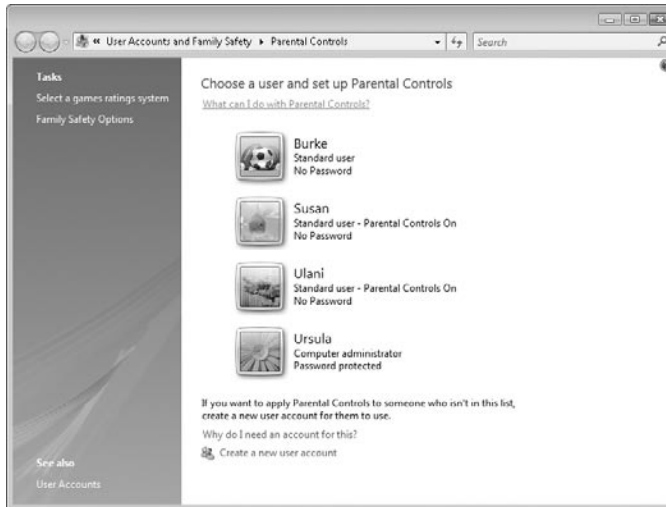 « User Accounts and Family Safety ▸ Parental Controls
Search
Tasks
Select a games ratings system
Family Safety Options
Choose a user and set up Parental Controls
What can I do with Parental Controls?
Burke
Standard user
No Password
Susan
Standard user - Parental Controls On
No Password
Ulani
Standard user - Parental Controls On
No Password
Ursula
Computer administrator
Password protected
If you want to apply Parental Controls to someone who isn't in this list,
create a new user account for them to use.
Why do I need an account for this?
Create a new user account
See also
User Accounts